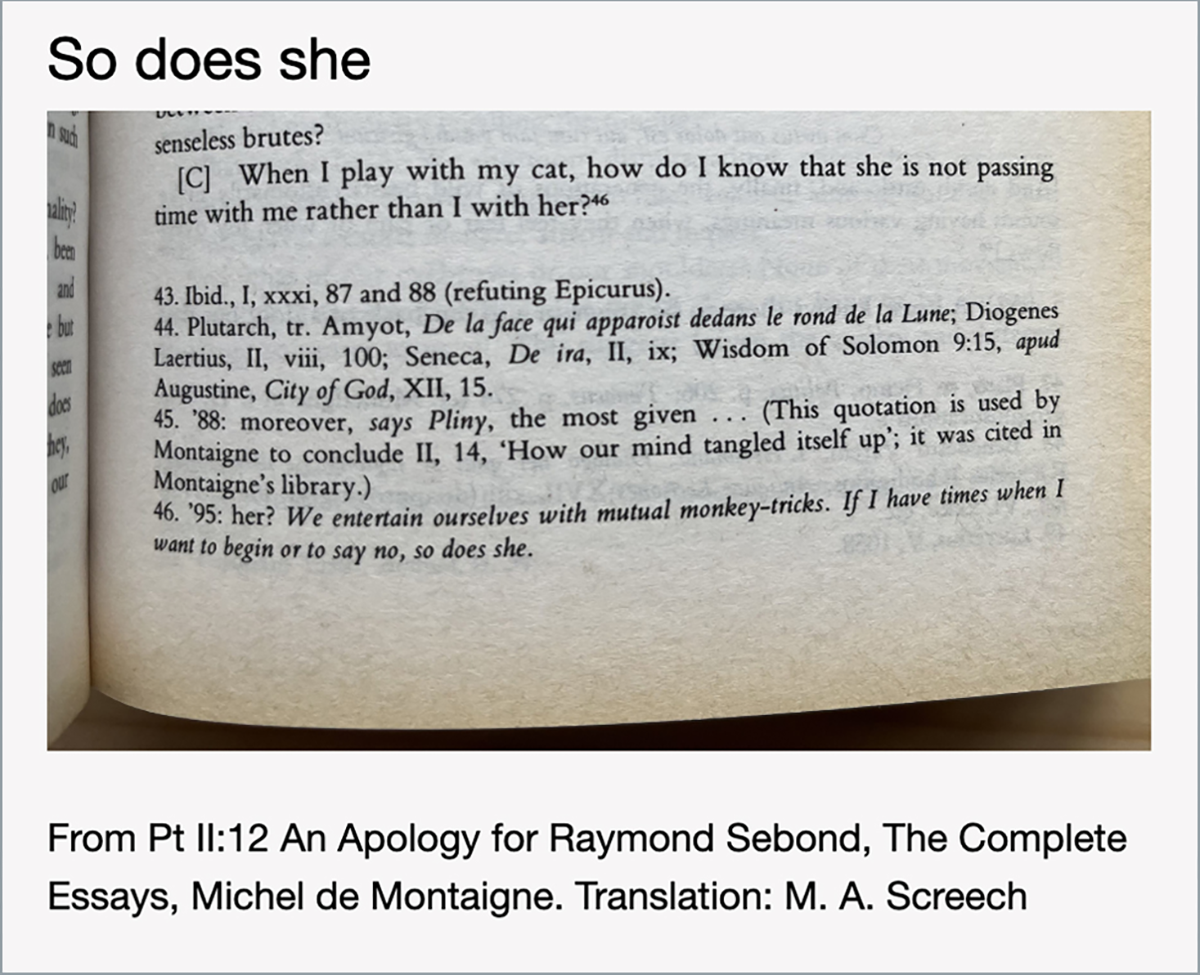 So does she
n such
nality?
been
and
e but
seen
does
hey,
our
senseless brutes?
[C] When I play with my cat, how do I know that she is not passing
time with me rather than I with her?46
43. Ibid., I, xxxi, 87 and 88 (refuting Epicurus).
44. Plutarch, tr. Amyot, De la face qui apparoist dedans le rond de la Lune; Diogenes
Laertius, II, viii, 100; Seneca, De ira, II, ix; Wisdom of Solomon 9:15, apud
Augustine, City of God, XII, 15.
45. '88: moreover, says Pliny, the most given ... (This quotation is used by
Montaigne to conclude II, 14, ‘How our mind tangled itself up’; it was cited in
Montaigne's library.)
46. '95: her? We entertain ourselves with mutual monkey-tricks. If I have times when I
want to begin or to say no, so does she.
From Pt II:12 An Apology for Raymond Sebond, The Complete
Essays, Michel de Montaigne. Translation: M. A. Screech